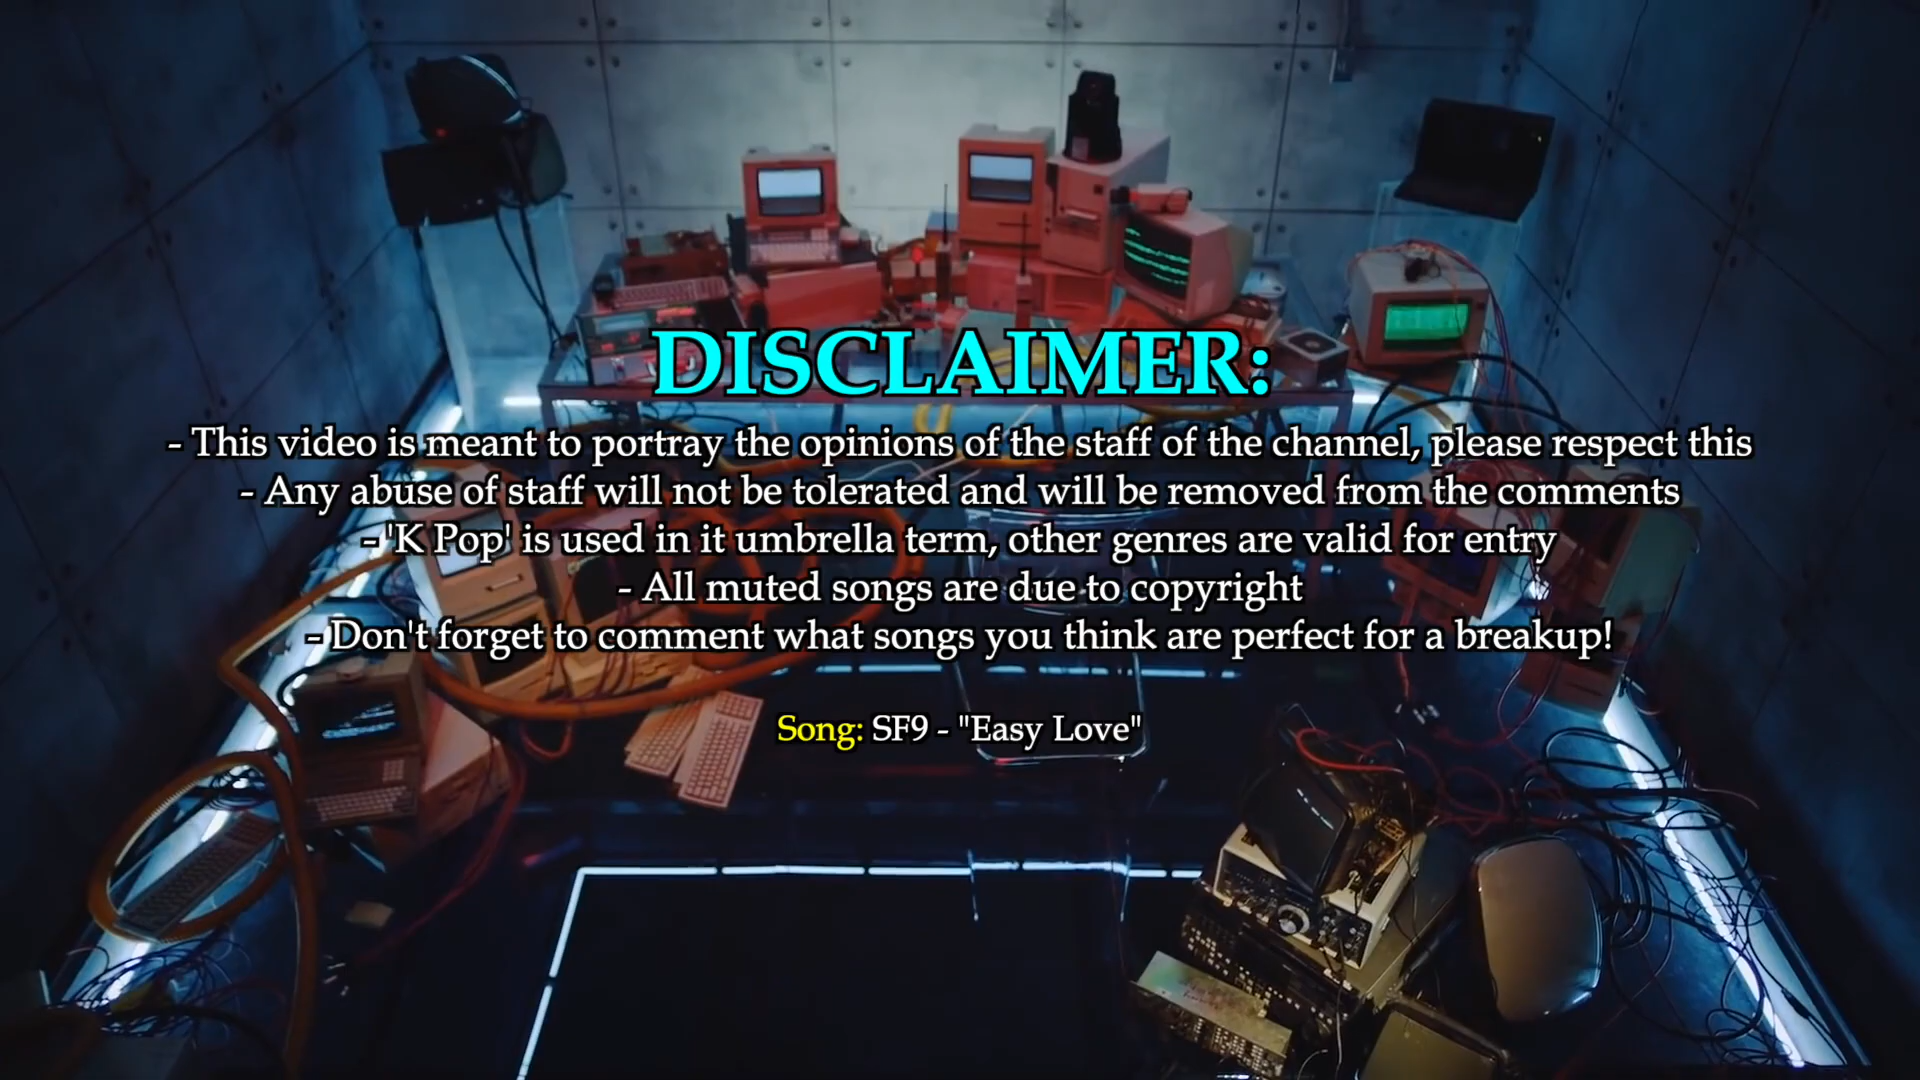 DISCLAIMER:
- This video is meant to portray the opinions of the staff of the channel, please respect this
- Any abuse of staff will not be tolerated and will be removed from the comments
- 'K Pop' is used in it umbrella term, other genres are valid for entry
- All muted songs are due to copyright
- Don't forget to comment what songs you think are perfect for a breakup!
Song: SF9 - "Easy Love"